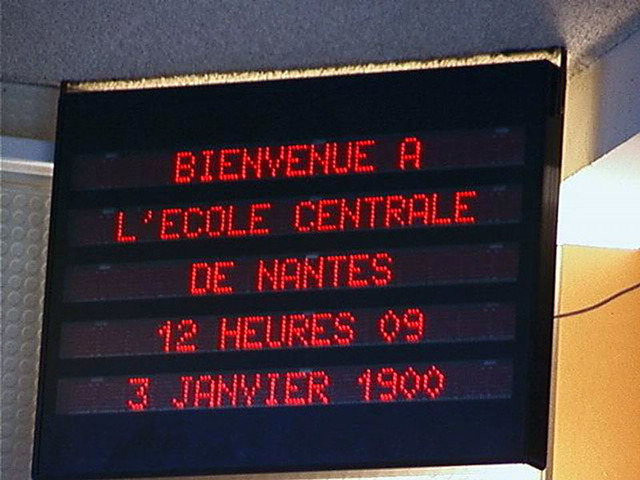 BIENVENUE A
L'ECOLE CENTRALE
DE NANTES
12 HEURES 09
3 JANVIER 1900